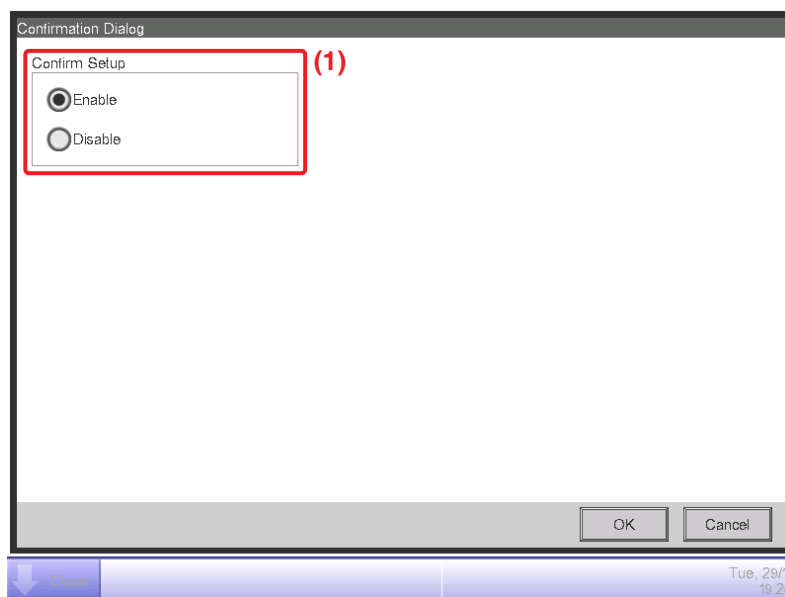 Confirmation Dialog
Confirm Setup
(1)
Enable
Disable
OK
Cancel
Tue, 29/
19:2